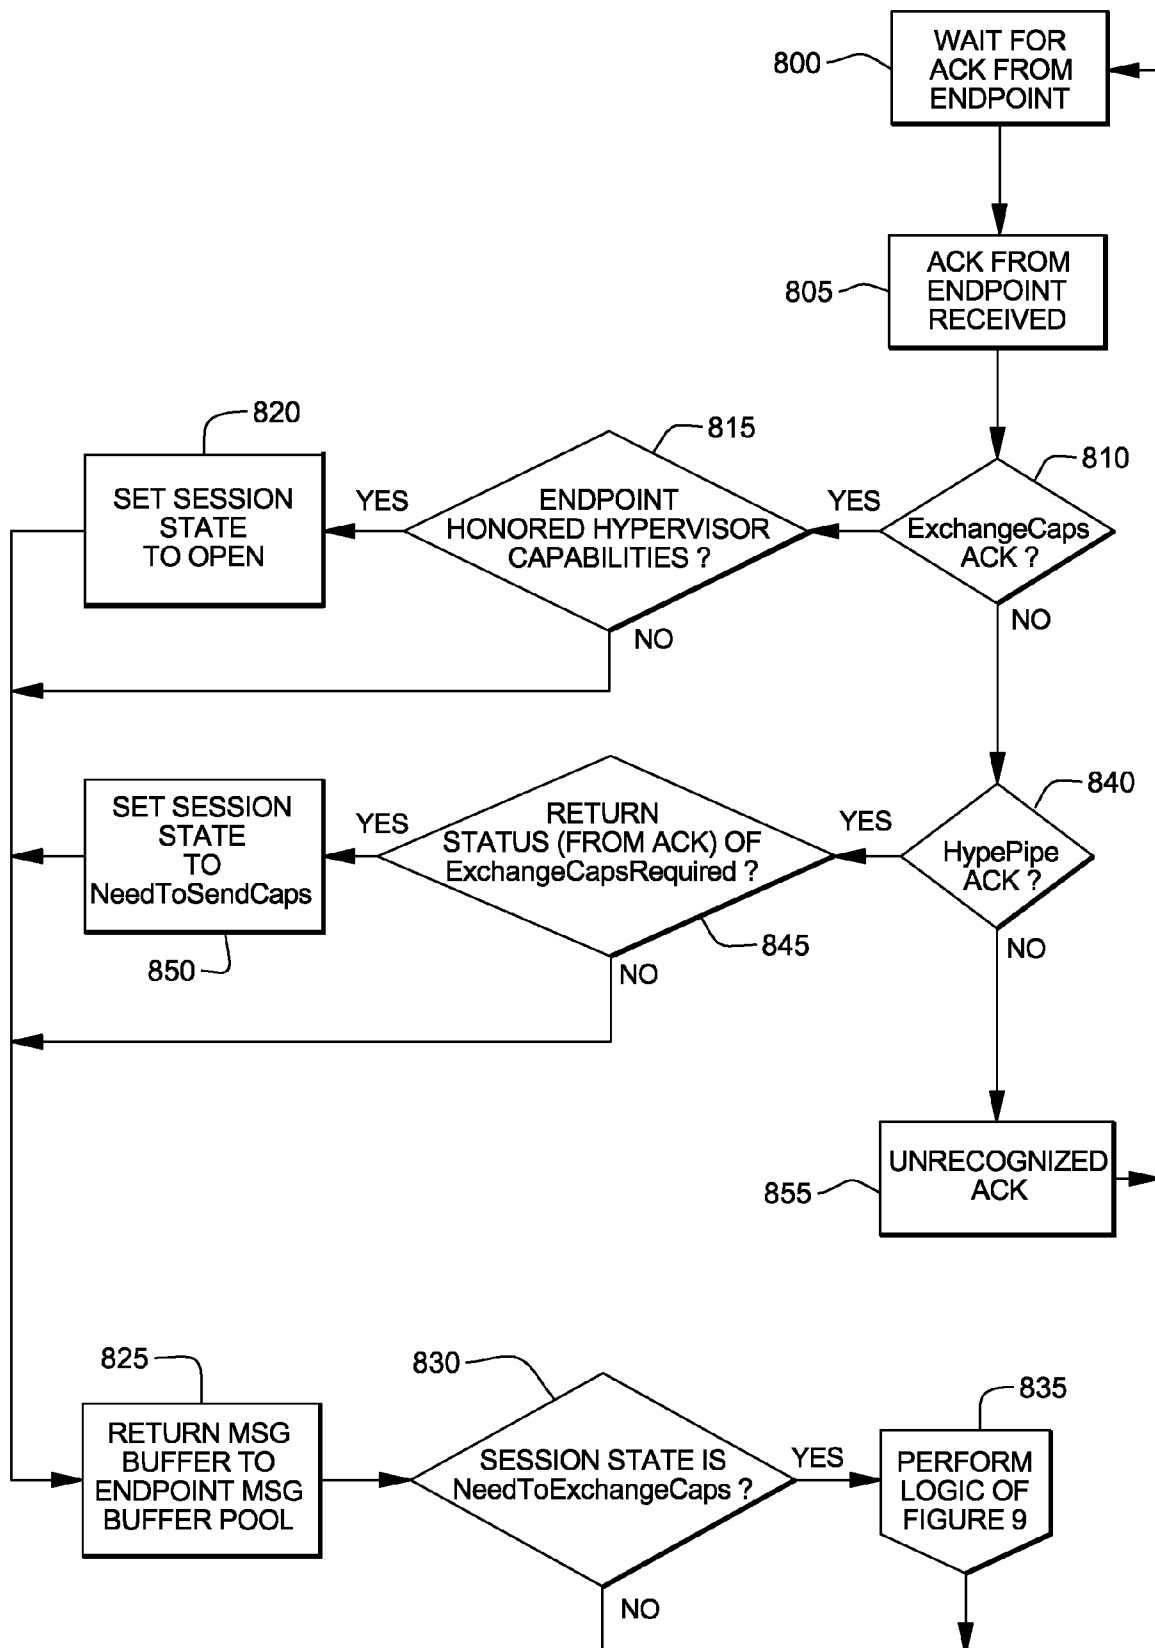 800
WAIT FOR
ACK FROM
ENDPOINT
805
ACK FROM
ENDPOINT
RECEIVED
810
ExchangeCaps
ACK ?
YES
NO
815
ENDPOINT
HONORED HYPERVISOR
CAPABILITIES ?
YES
NO
820
SET SESSION
STATE
TO OPEN
840
HypePipe
ACK ?
YES
NO
RETURN
STATUS (FROM ACK) OF
ExchangeCapsRequired ?
845
YES
NO
SET SESSION
STATE
TO
NeedToSendCaps
850
UNRECOGNIZED
ACK
855
825
RETURN MSG
BUFFER TO
ENDPOINT MSG
BUFFER POOL
830
SESSION STATE IS
NeedToExchangeCaps ?
YES
NO
835
PERFORM
LOGIC OF
FIGURE 9